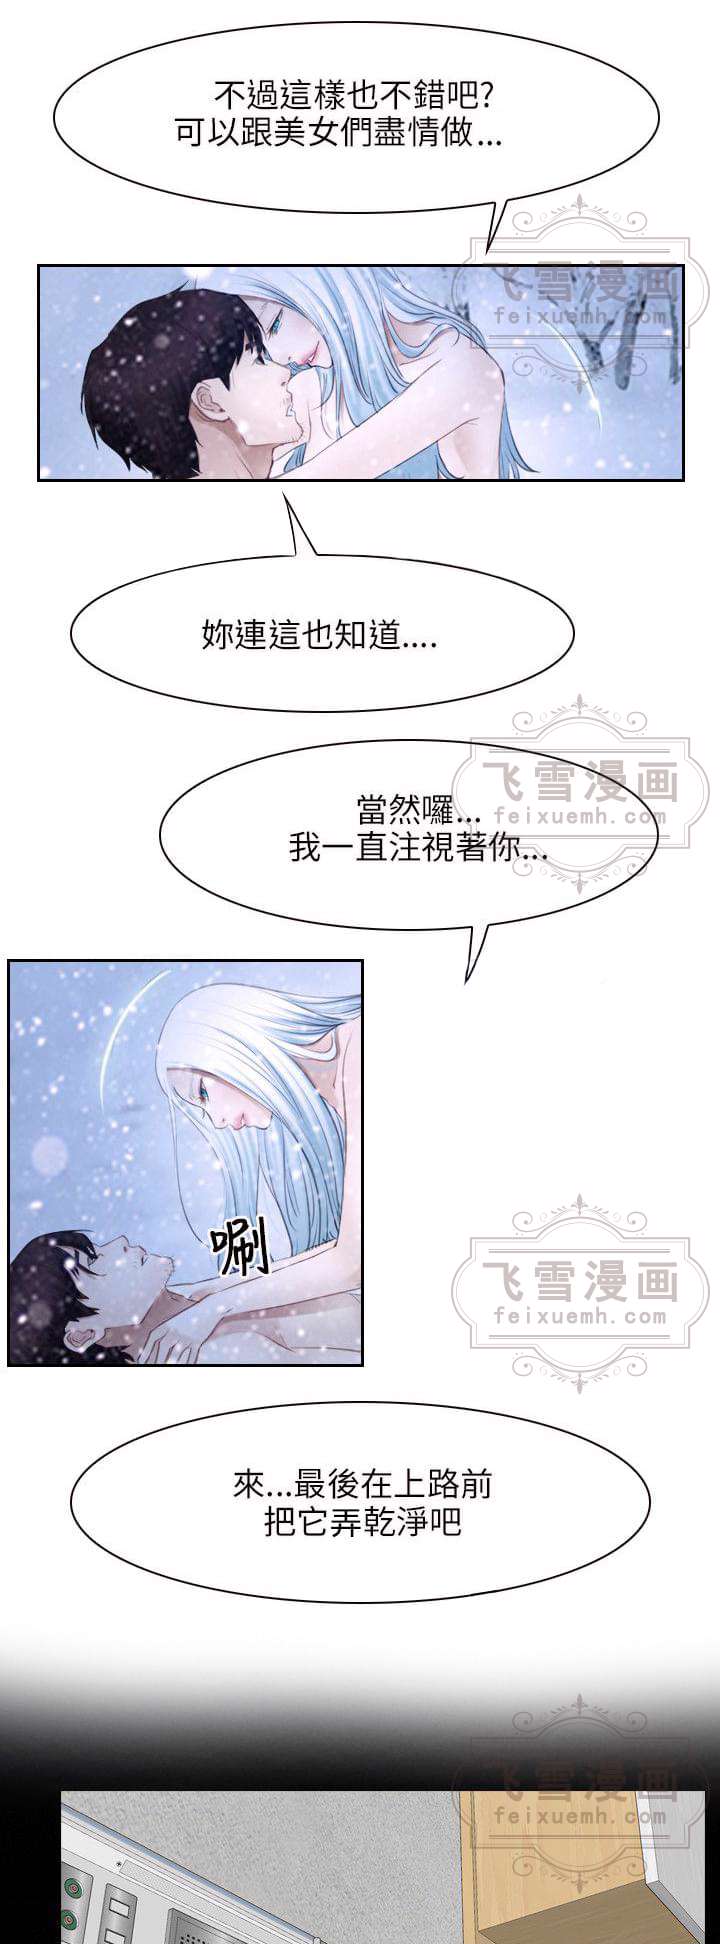 不過這樣也不錯吧?
可以跟美女們盡情做...
飞雪漫画
feixuemh.com
妳連這也知道....
飞雪漫画
feixuemh.com
當然囉...
我一直注視著你...
唰
飞雪漫画
feixuemh.com
來...最後在上路前
把它弄乾淨吧
飞雪漫画
feixuemh.com